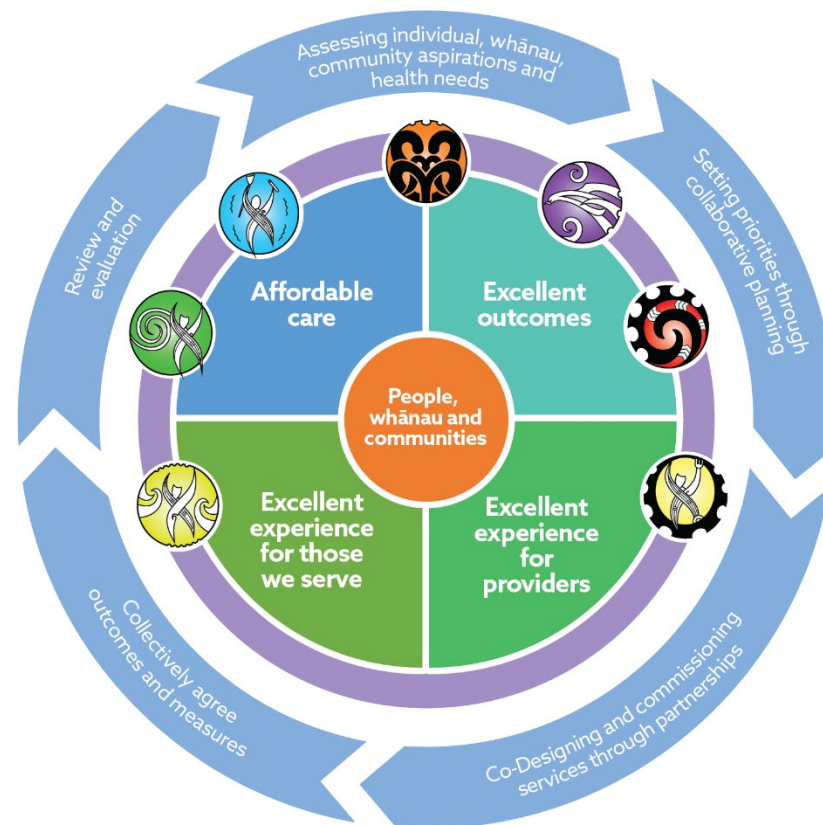 Assessing individual, whānau,
community aspirations and
health needs
Setting priorities through
collaborative planning
Co-Designing and commissioning
services through partnerships
Collectively agree
outcomes and measures
Review and
evaluation
Affordable
care
Excellent
outcomes
People,
whānau and
communities
Excellent
experience
for those
we serve
Excellent
experience
for
providers